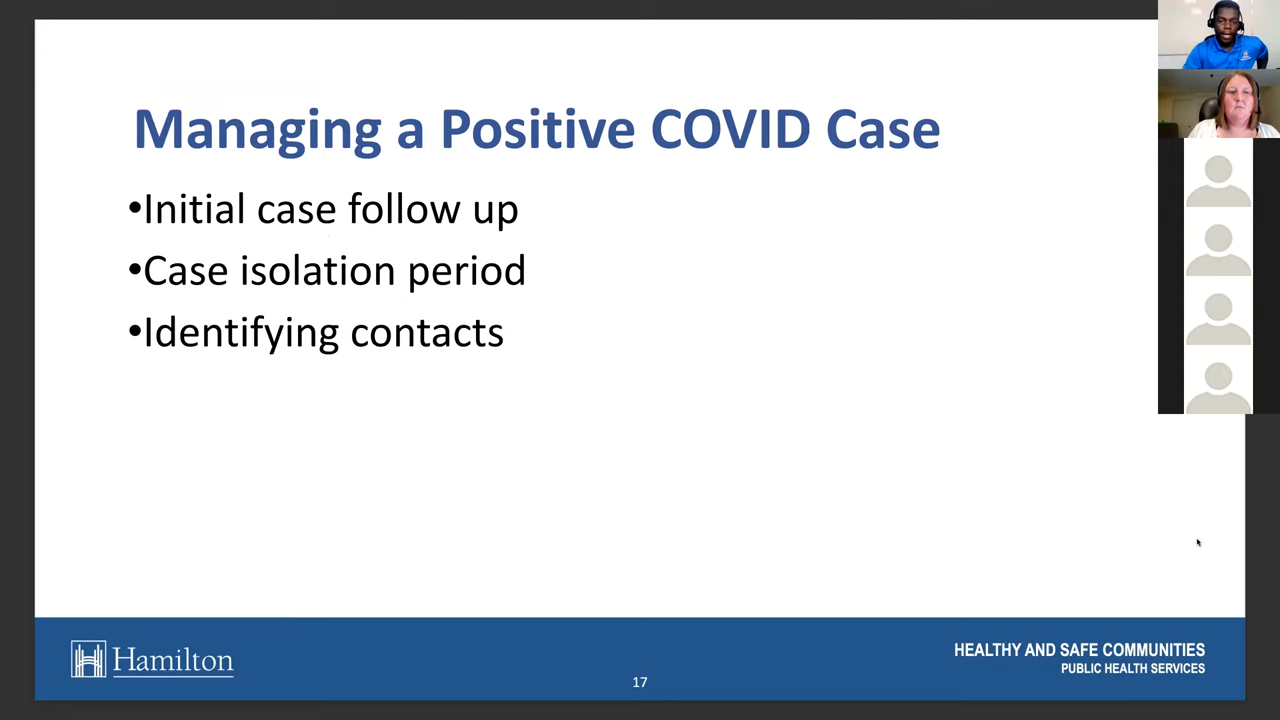 Managing a Positive COVID Case
•Initial case follow up
•Case isolation period
•Identifying contacts
Hamilton
HEALTHY AND SAFE COMMUNITIES
PUBLIC HEALTH SERVICES
17